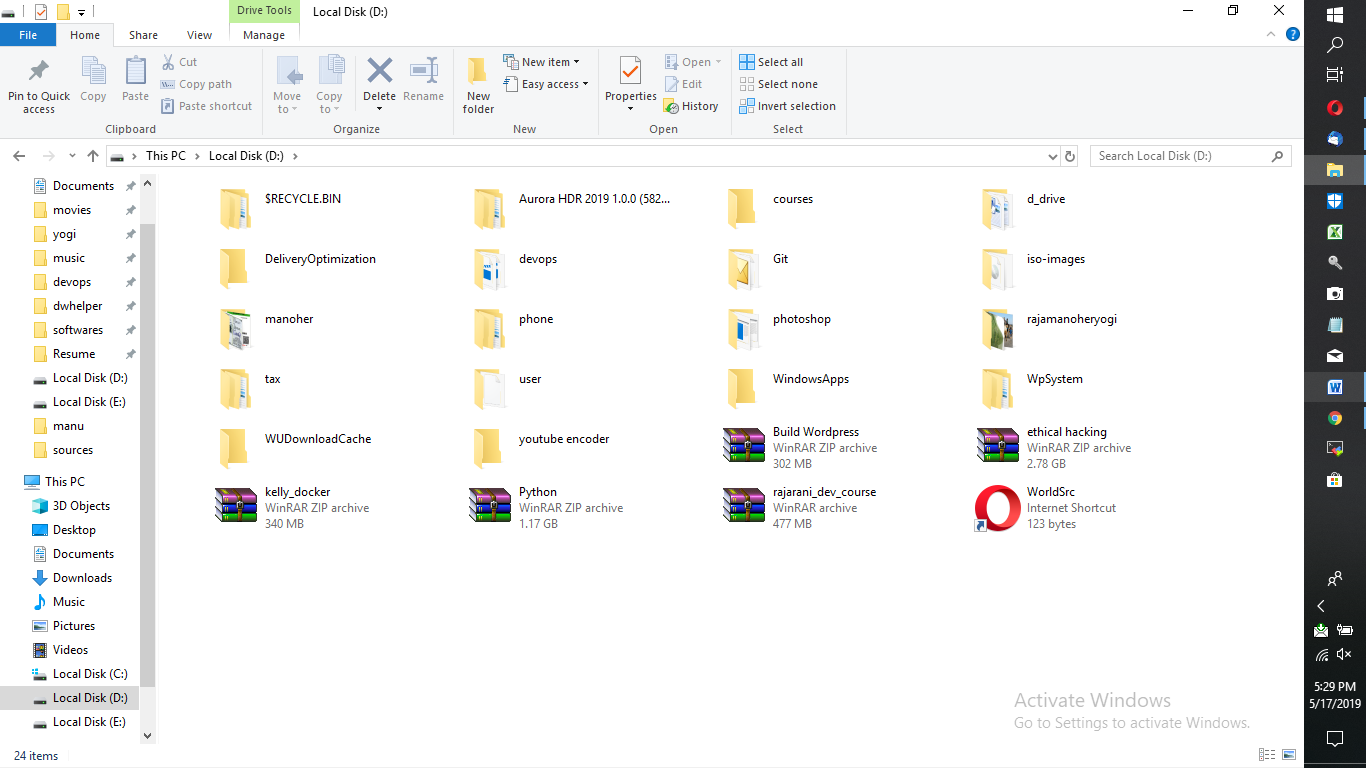 Drive Tools
Local Disk (D:)
File
Home
Share
View
Manage
Pin to Quick access
Copy
Paste
Cut
Copy path
Paste shortcut
Move to
Copy to
Delete
Rename
New folder
New item
Easy access
Properties
Open
Edit
History
Select all
Select none
Invert selection
Clipboard
Organize
New
Open
Select
This PC
Local Disk (D:)
Search Local Disk (D:)
Documents
movies
yogi
music
devops
dwhelper
softwares
Resume
Local Disk (D:)
Local Disk (E:)
manu
sources
This PC
3D Objects
Desktop
Documents
Downloads
Music
Pictures
Videos
Local Disk (C:)
Local Disk (D:)
Local Disk (E:)
$RECYCLE.BIN
Aurora HDR 2019 1.0.0 (582...
courses
d_drive
DeliveryOptimization
devops
Git
iso-images
manoher
phone
photoshop
rajamanoheryogi
tax
user
WindowsApps
WpSystem
WUDownloadCache
youtube encoder
Build Wordpress
WinRAR ZIP archive
302 MB
ethical hacking
WinRAR ZIP archive
2.78 GB
kelly_docker
WinRAR ZIP archive
340 MB
Python
WinRAR ZIP archive
1.17 GB
rajarani_dev_course
WinRAR archive
477 MB
WorldSrc
Internet Shortcut
123 bytes
Activate Windows
Go to Settings to activate Windows.
24 items
5:29 PM
5/17/2019